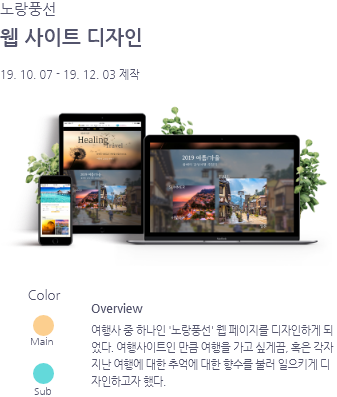 노랑풍선
웹 사이트 디자인
19. 10. 07 - 19. 12. 03 제작
Healing
travel
2019 여름/가을
Color
Main
Sub
Overview
여행사 중 하나인 '노랑풍선' 웹 페이지를 디자인하게 되
었다. 여행사이트인 만큼 여행을 가고 싶게끔, 혹은 각자
지난 여행에 대한 추억에 대한 향수를 불러 일으키게 디
자인하고자 했다.